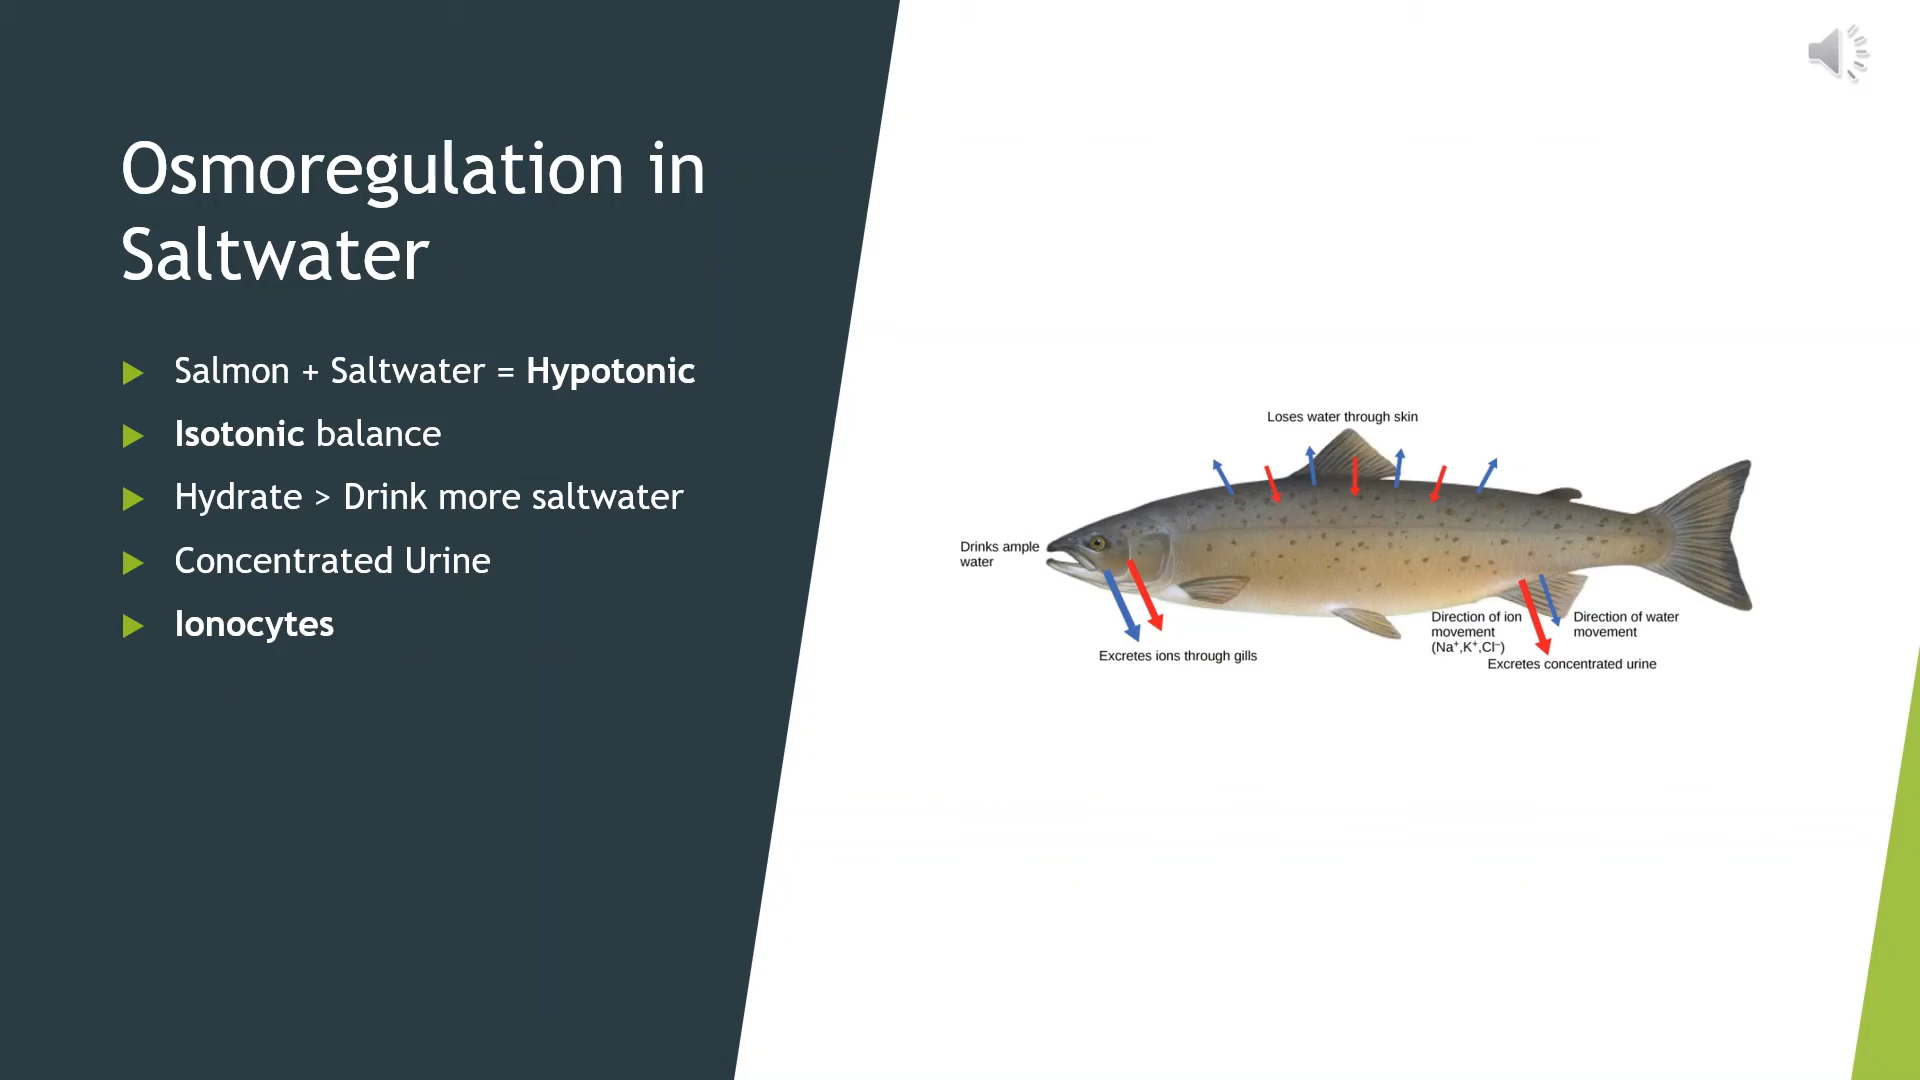 Osmoregulation in
Saltwater
Salmon + Saltwater = Hypotonic
Isotonic balance
Hydrate > Drink more saltwater
Concentrated Urine
Ionocytes
Loses water through skin
Drinks ample
water
Excretes ions through gills
Direction of ion
movement
(Na⁺,K⁺,Cl⁻)
Direction of water
movement
Excretes concentrated urine